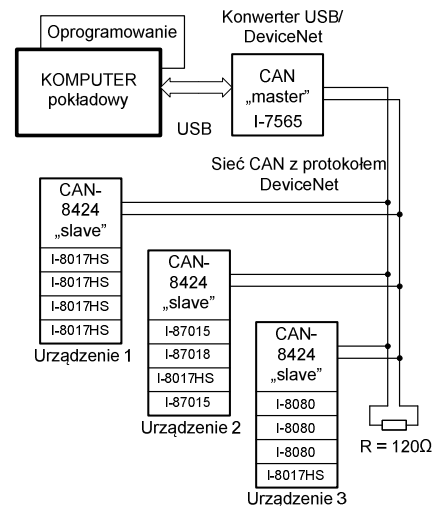 Oprogramowanie
KOMPUTER
pokładowy
USB
Konwerter USB/
DeviceNet
CAN
„master”
I-7565
Sieć CAN z protokołem
DeviceNet
CAN-
8424
„slave”
I-8017HS
I-8017HS
I-8017HS
I-8017HS
Urządzenie 1
CAN-
8424
„slave”
I-87015
I-87018
I-8017HS
I-87015
Urządzenie 2
CAN-
8424
„slave”
I-8080
I-8080
I-8080
I-8017HS
Urządzenie 3
R = 120Ω